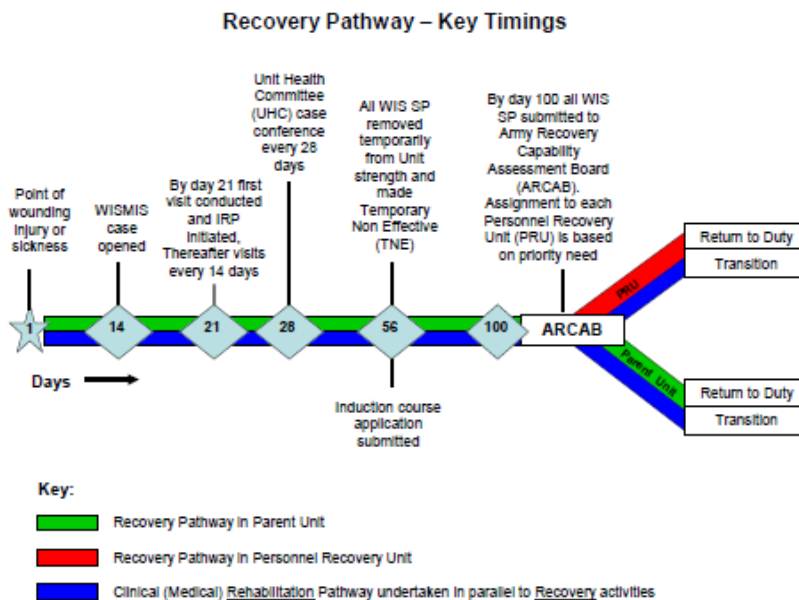 Recovery Pathway – Key Timings
Point of
wounding
injury or
sickness
WISMIS
case
opened
By day 21 first
visit conducted
and IRP
initiated,
Thereafter visits
every 14 days
Unit Health
Committee
(UHC) case
conference
every 28
days
All WIS SP
removed
temporarily
from Unit
strength and
made
Temporary
Non Effective
(TNE)
By day 100 all WIS
SP submitted to
Army Recovery
Capability
Assessment Board
(ARCAB).
Assignment to each
Personnel Recovery
Unit (PRU) is based
on priority need
1
14
21
28
56
100
ARCAB
PRU
Return to Duty
Transition
Parent Unit
Return to Duty
Transition
Days
Induction course
application
submitted
Key:
Recovery Pathway in Parent Unit
Recovery Pathway in Personnel Recovery Unit
Clinical (Medical) Rehabilitation Pathway undertaken in parallel to Recovery activities